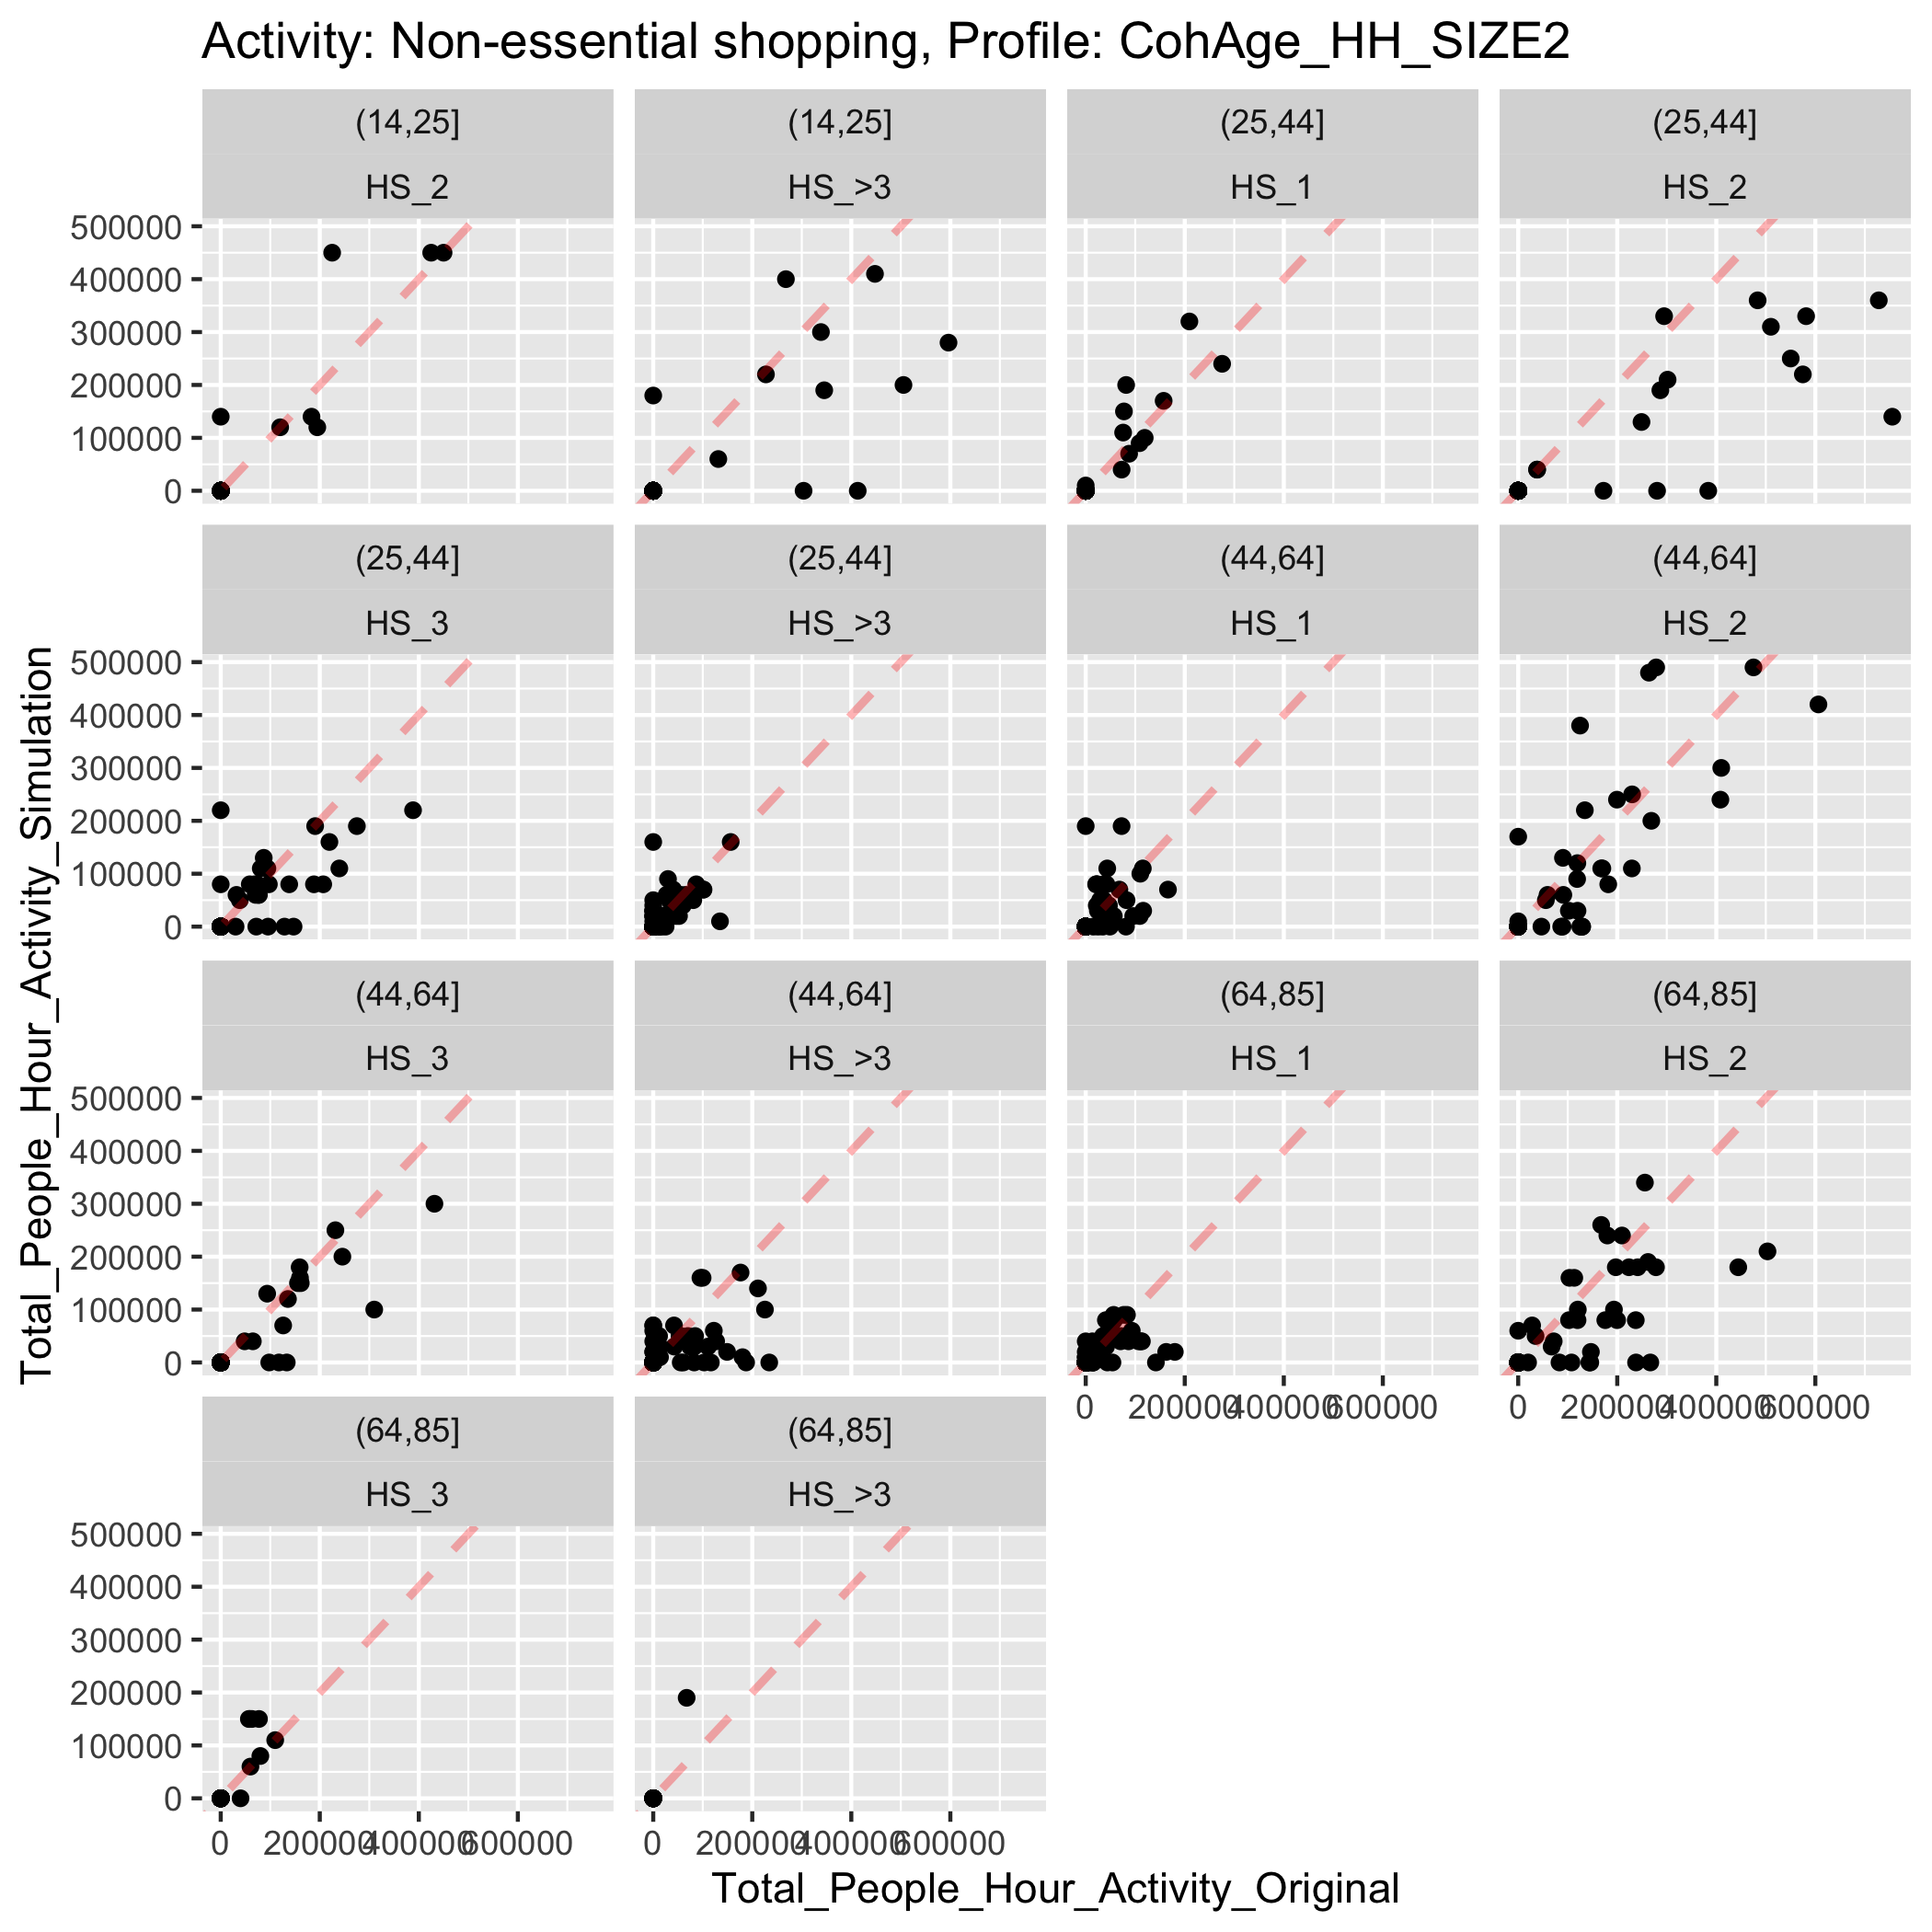 Activity: Non-essential shopping, Profile: CohAge_HH_SIZE2
(14,25] (14,25] (25,44] (25,44]
HS_2 HS_>3 HS_1 HS_2
500000
400000
300000
200000
100000
0
(25,44] (25,44] (44,64] (44,64]
HS_3 HS_>3 HS_1 HS_2
500000
400000
300000
200000
100000
0
(44,64] (44,64] (64,85] (64,85]
HS_3 HS_>3 HS_1 HS_2
500000
400000
300000
200000
100000
0
0 200000 400000 600000 0 200000 400000 600000
(64,85] (64,85]
HS_3 HS_>3
500000
400000
300000
200000
100000
0
0 200000 400000 600000 0 200000 400000 600000
Total_People_Hour_Activity_Original
Total_People_Hour_Activity_Simulation